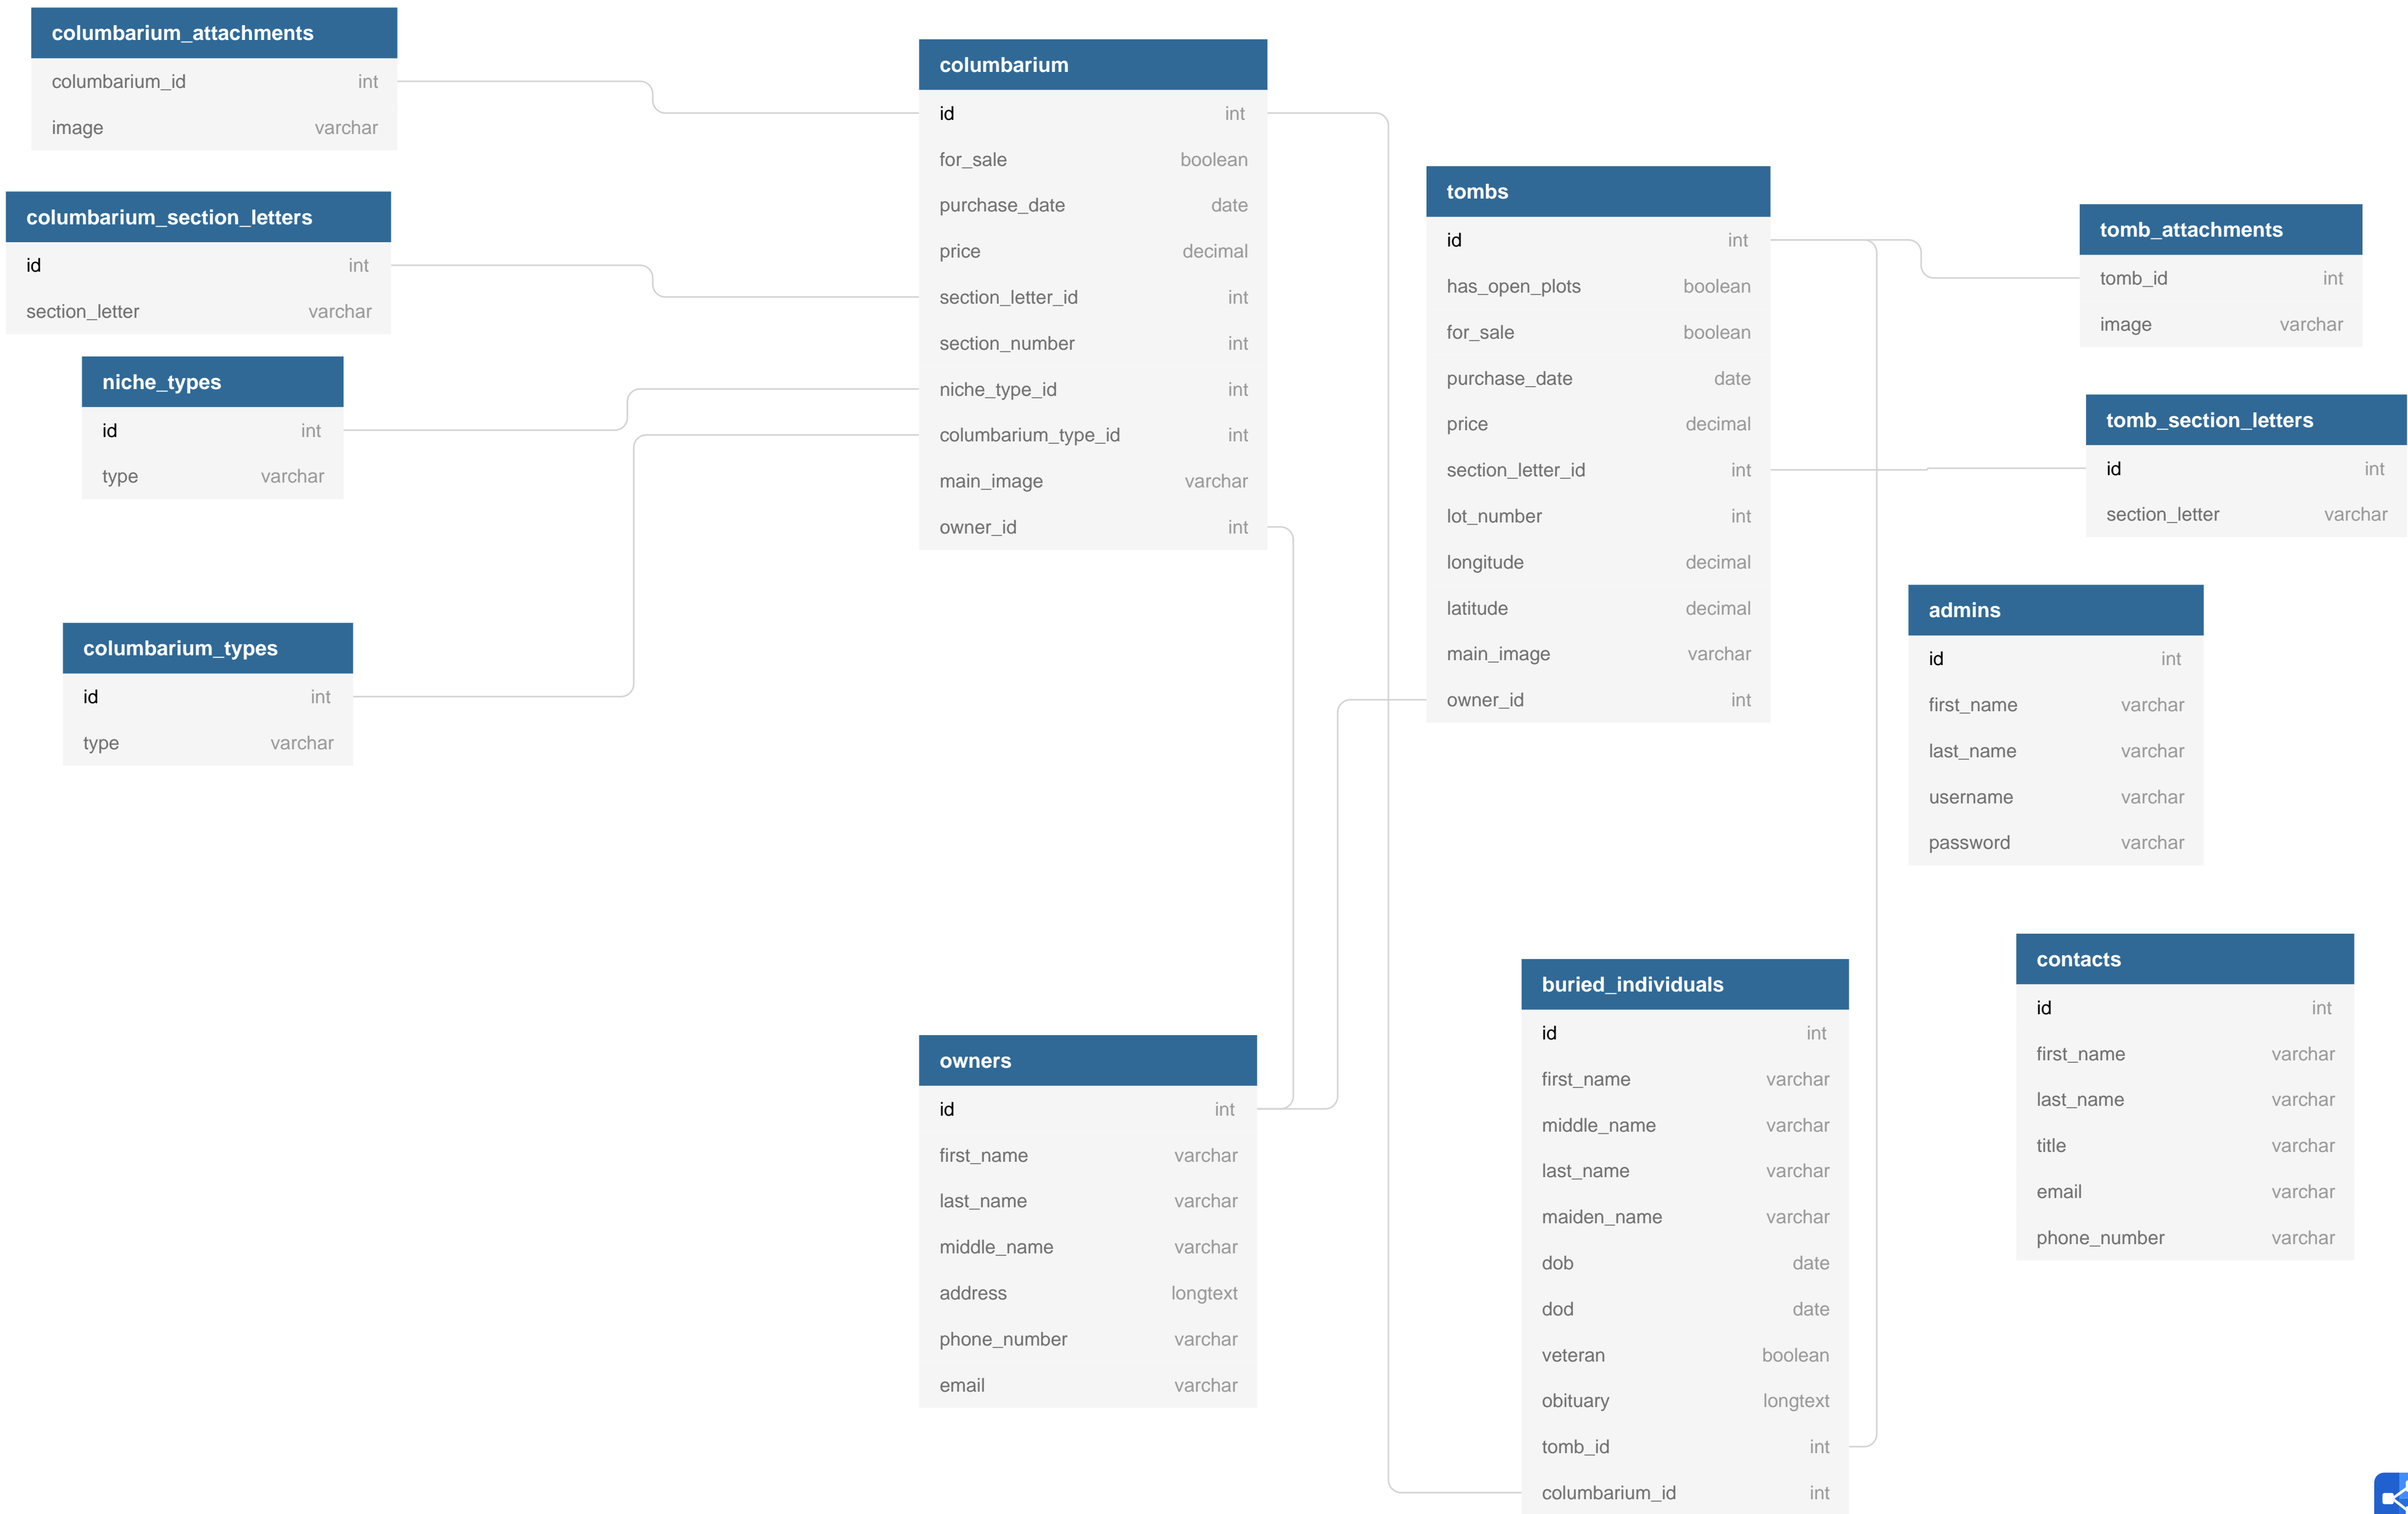 columbarium_attachments
columbarium_id int
image varchar
columbarium_section_letters
id int
section_letter varchar
niche_types
id int
type varchar
columbarium_types
id int
type varchar
columbarium
id int
for_sale boolean
purchase_date date
price decimal
section_letter_id int
section_number int
niche_type_id int
columbarium_type_id int
main_image varchar
owner_id int
owners
id int
first_name varchar
last_name varchar
middle_name varchar
address longtext
phone_number varchar
email varchar
tombs
id int
has_open_plots boolean
for_sale boolean
purchase_date date
price decimal
section_letter_id int
lot_number int
longitude decimal
latitude decimal
main_image varchar
owner_id int
buried_individuals
id int
first_name varchar
middle_name varchar
last_name varchar
maiden_name varchar
dob date
dod date
veteran boolean
obituary longtext
tomb_id int
columbarium_id int
tomb_attachments
tomb_id int
image varchar
tomb_section_letters
id int
section_letter varchar
admins
id int
first_name varchar
last_name varchar
username varchar
password varchar
contacts
id int
first_name varchar
last_name varchar
title varchar
email varchar
phone_number varchar